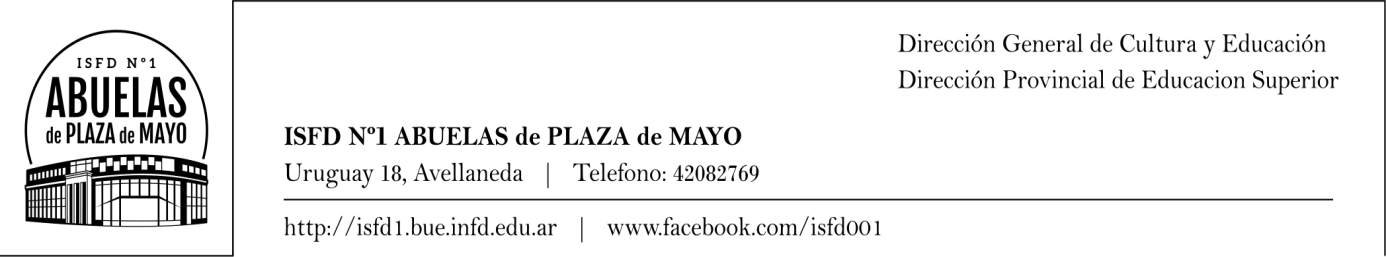 ISFD Nº1
ABUELAS
de PLAZA de MAYO
Dirección General de Cultura y Educación
Dirección Provincial de Educacion Superior
ISFD Nº1 ABUELAS de PLAZA de MAYO
Uruguay 18, Avellaneda | Telefono: 42082769
http://isfd1.bue.infd.edu.ar | www.facebook.com/isfd001